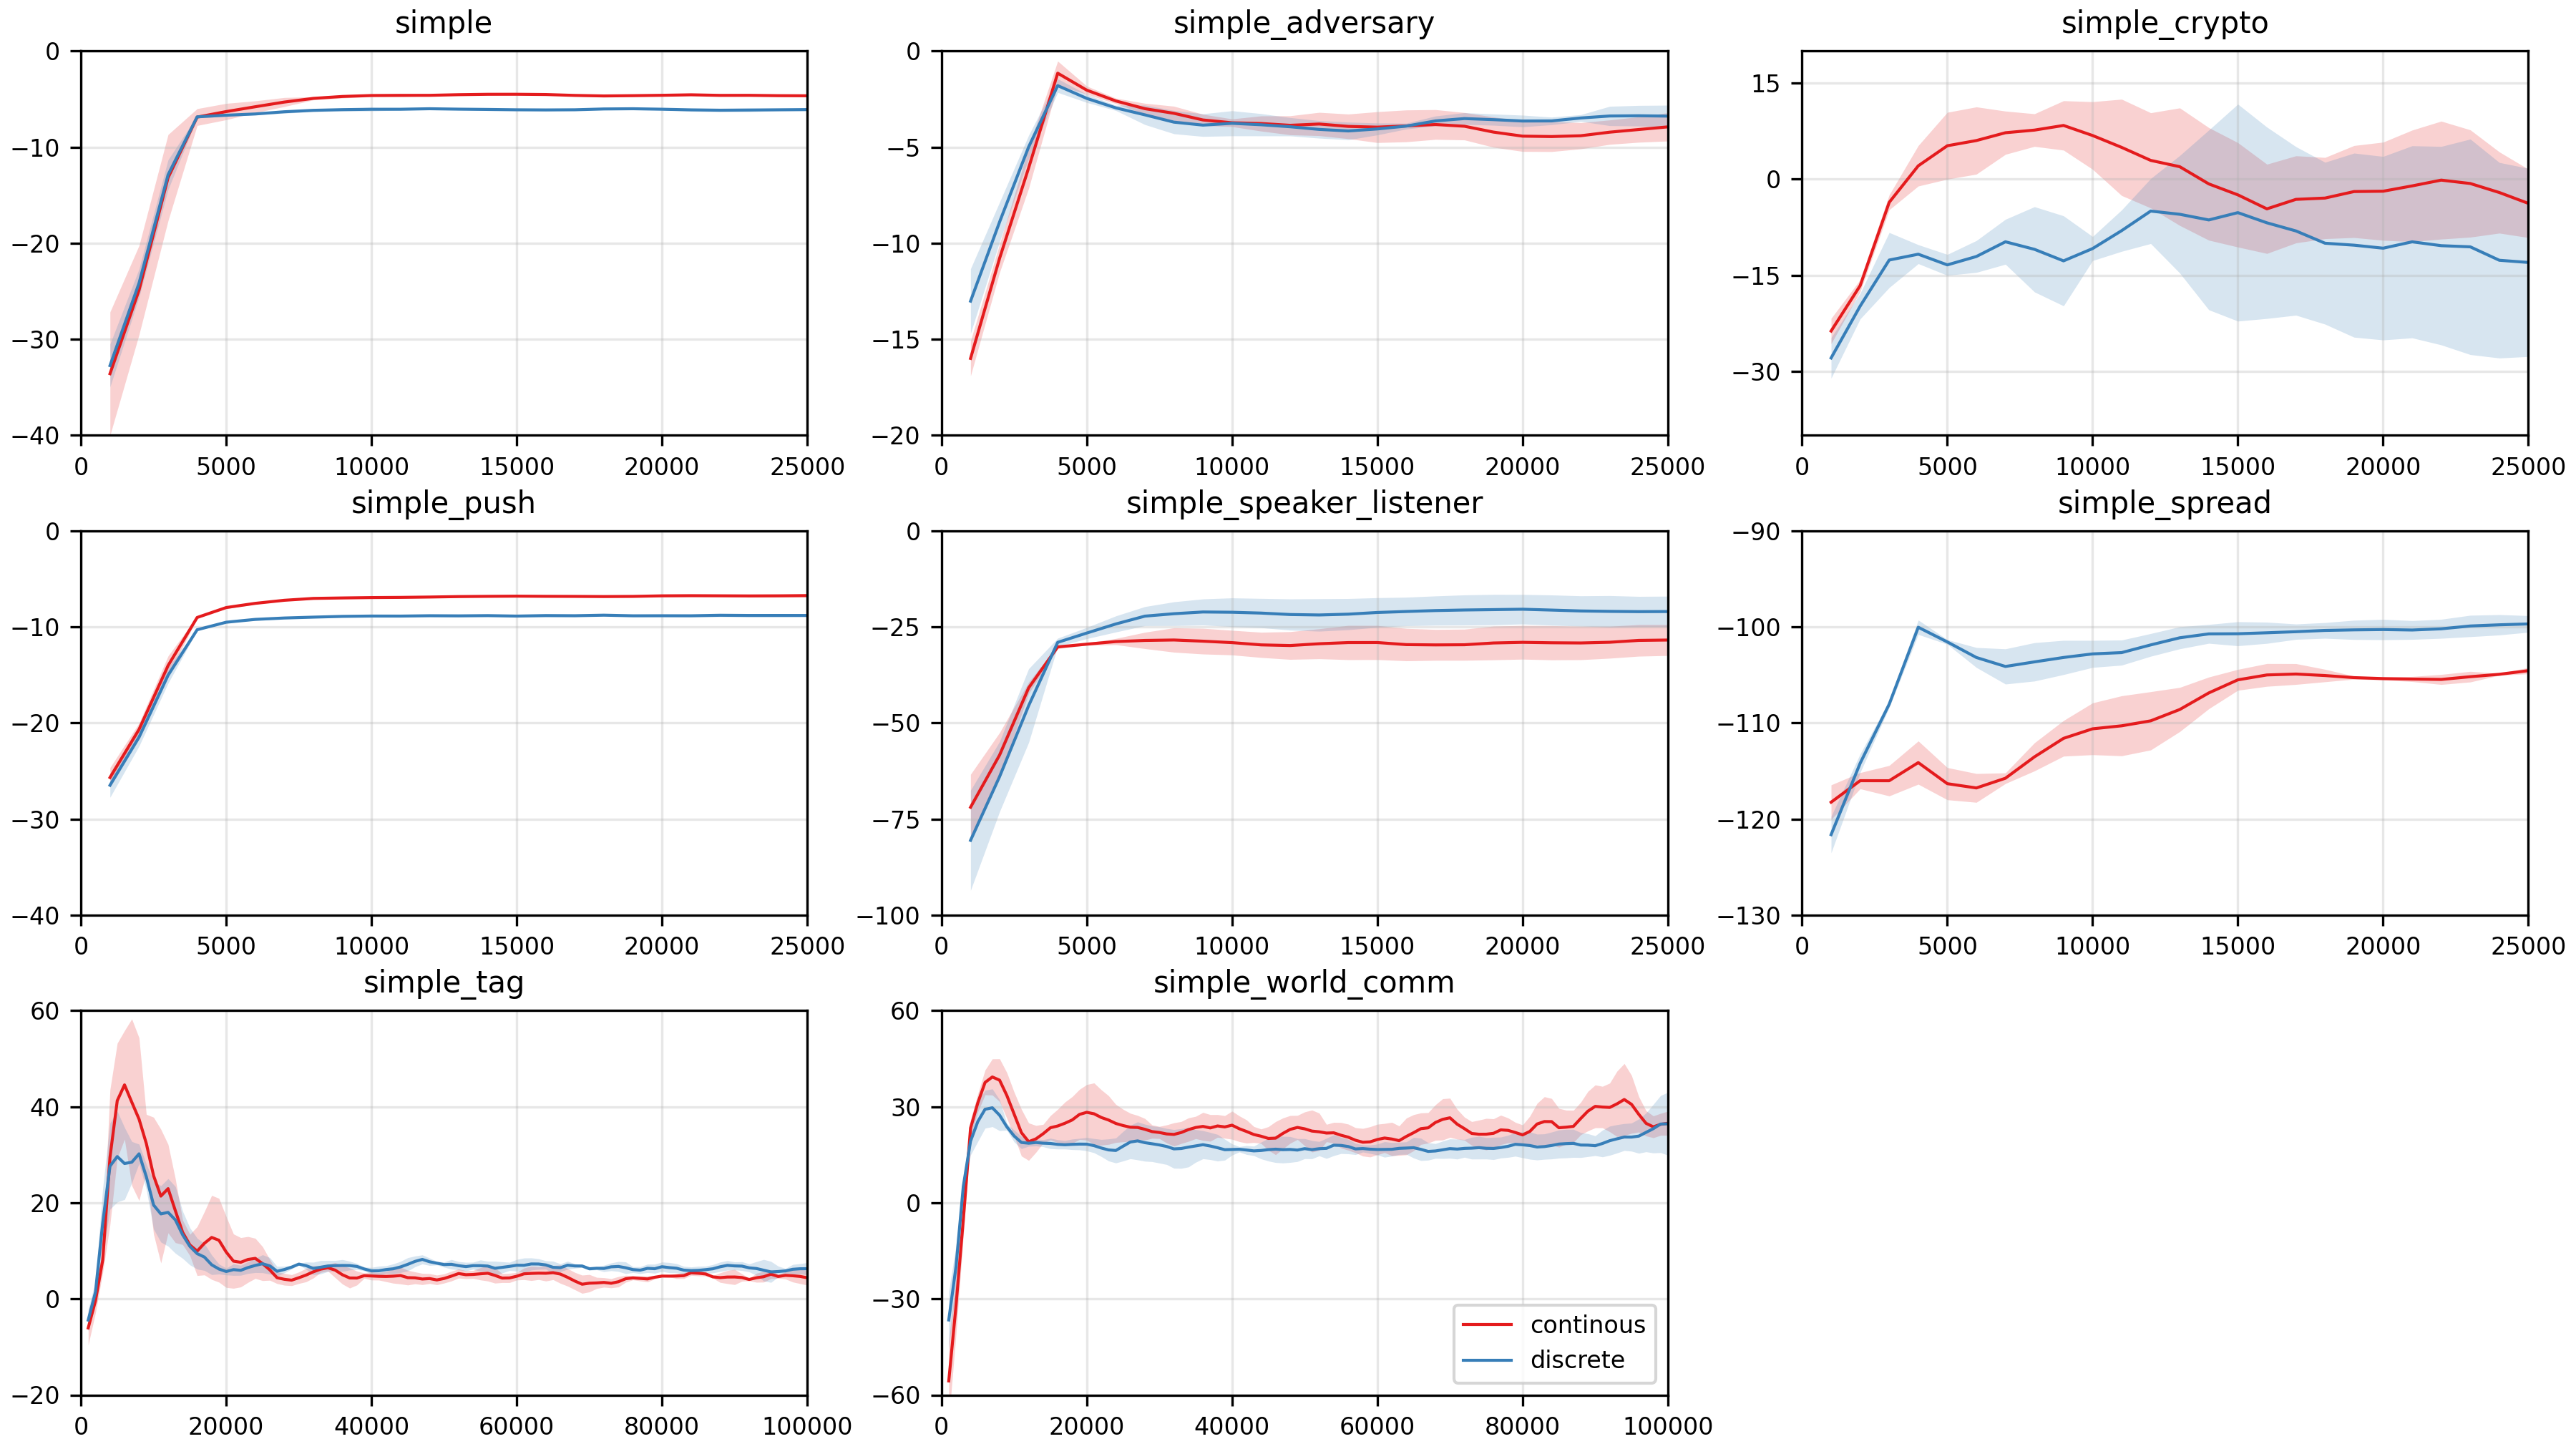 simple
simple_adversary
simple_crypto
0
−10
−20
−30
−40
0 5000 10000 15000 20000 25000
0
−5
−10
−15
−20
0 5000 10000 15000 20000 25000
15
0
−15
−30
0 5000 10000 15000 20000 25000
simple_push
simple_speaker_listener
simple_spread
0
−10
−20
−30
−40
0 5000 10000 15000 20000 25000
0
−25
−50
−75
−100
0 5000 10000 15000 20000 25000
−90
−100
−110
−120
−130
0 5000 10000 15000 20000 25000
simple_tag
simple_world_comm
60
40
20
0
−20
0 20000 40000 60000 80000 100000
60
30
0
−30
−60
0 20000 40000 60000 80000 100000
continous
discrete